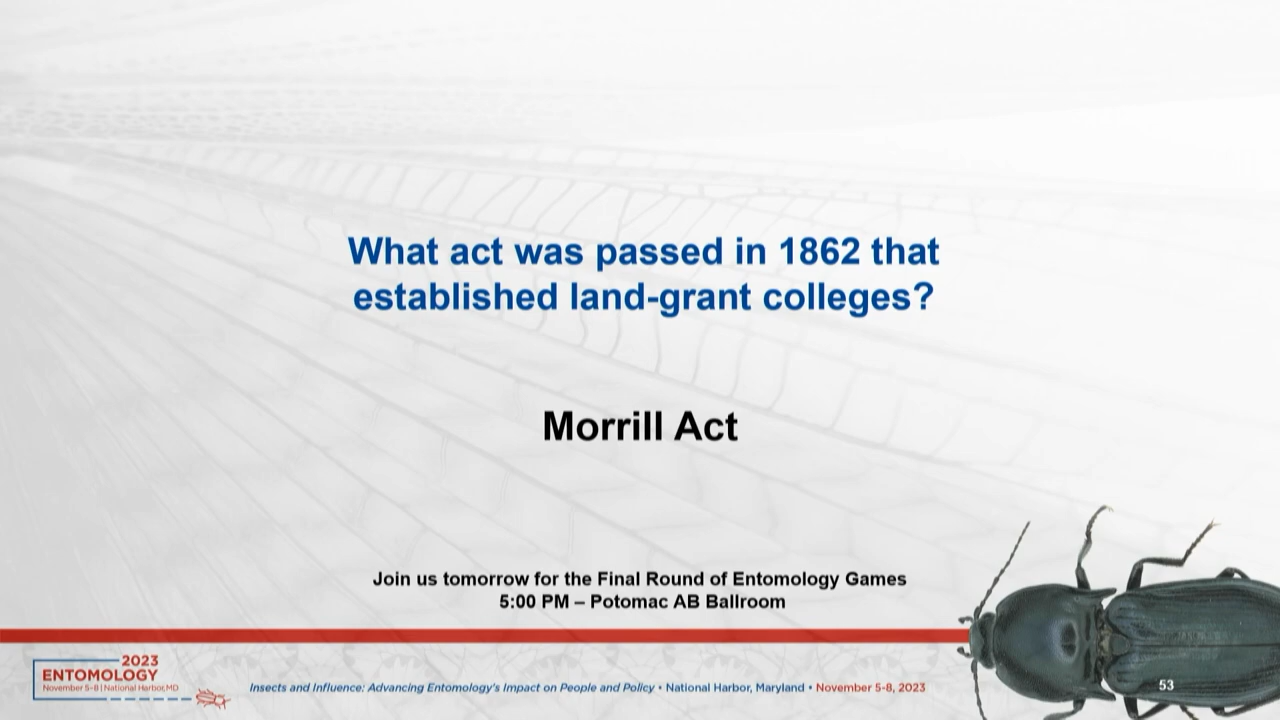 What act was passed in 1862 that
established land-grant colleges?
Morrill Act
Join us tomorrow for the Final Round of Entomology Games
5:00 PM – Potomac AB Ballroom
2023
ENTOMOLOGY
November 5-8 | National Harbor, MD
Insects and Influence: Advancing Entomology's Impact on People and Policy • National Harbor, Maryland • November 5-8, 2023
53